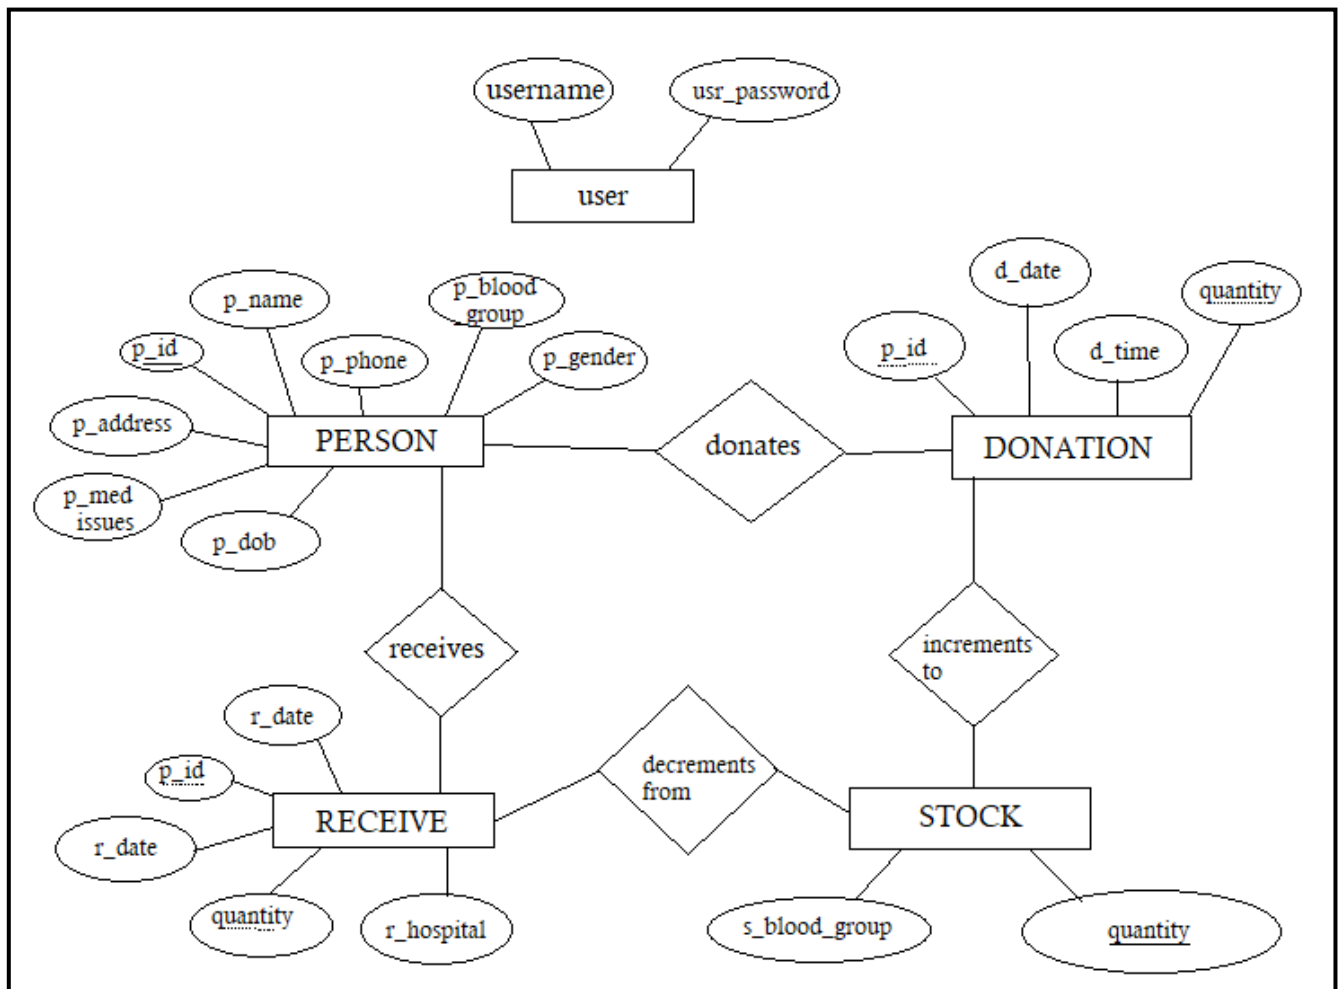 username
usr_password
user
d_date
p_name
p_blood
_group
quantity
p_id
p_phone
p_gender
p_id
d_time
p_address
PERSON
donates
DONATION
p_med
issues
p_dob
receives
increments
to
r_date
p_id
decrements
from
RECEIVE
STOCK
r_date
quantity
r_hospital
s_blood_group
quantity